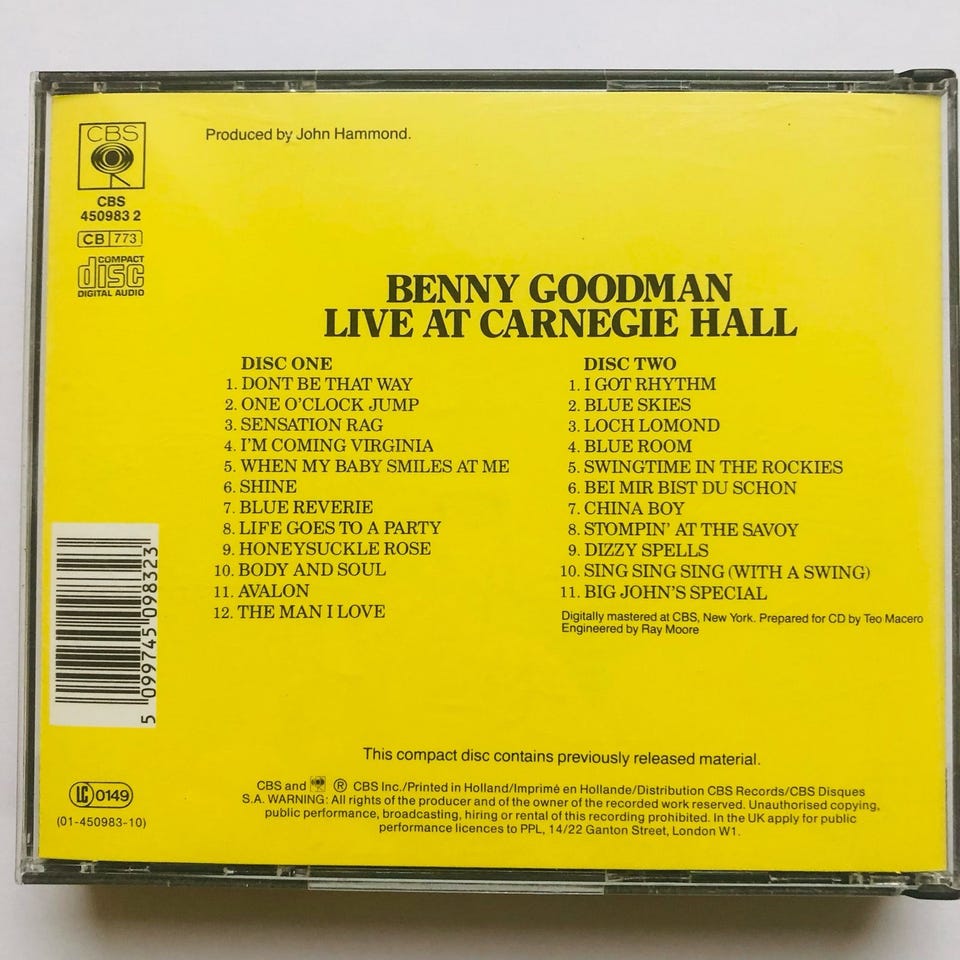 CBS
CBS
450983 2
CB 773
COMPACT
disc
DIGITAL AUDIO
Produced by John Hammond.
BENNY GOODMAN
LIVE AT CARNEGIE HALL
DISC ONE
1. DONT BE THAT WAY
2. ONE O'CLOCK JUMP
3. SENSATION RAG
4. I'M COMING VIRGINIA
5. WHEN MY BABY SMILES AT ME
6. SHINE
7. BLUE REVERIE
8. LIFE GOES TO A PARTY
9. HONEYSUCKLE ROSE
10. BODY AND SOUL
11. AVALON
12. THE MAN I LOVE
DISC TWO
1. I GOT RHYTHM
2. BLUE SKIES
3. LOCH LOMOND
4. BLUE ROOM
5. SWINGTIME IN THE ROCKIES
6. BEI MIR BIST DU SCHON
7. CHINA BOY
8. STOMPIN' AT THE SAVOY
9. DIZZY SPELLS
10. SING SING SING (WITH A SWING)
11. BIG JOHN'S SPECIAL
Digitally mastered at CBS, New York. Prepared for CD by Teo Macero
Engineered by Ray Moore
5 099745 098323
This compact disc contains previously released material.
LC 0149
(01-450983-10)
CBS and CBS ® CBS Inc./Printed in Holland/Imprimé en Hollande/Distribution CBS Records/CBS Disques
S.A. WARNING: All rights of the producer and of the owner of the recorded work reserved. Unauthorised copying,
public performance, broadcasting, hiring or rental of this recording prohibited. In the UK apply for public
performance licences to PPL, 14/22 Ganton Street, London W1.